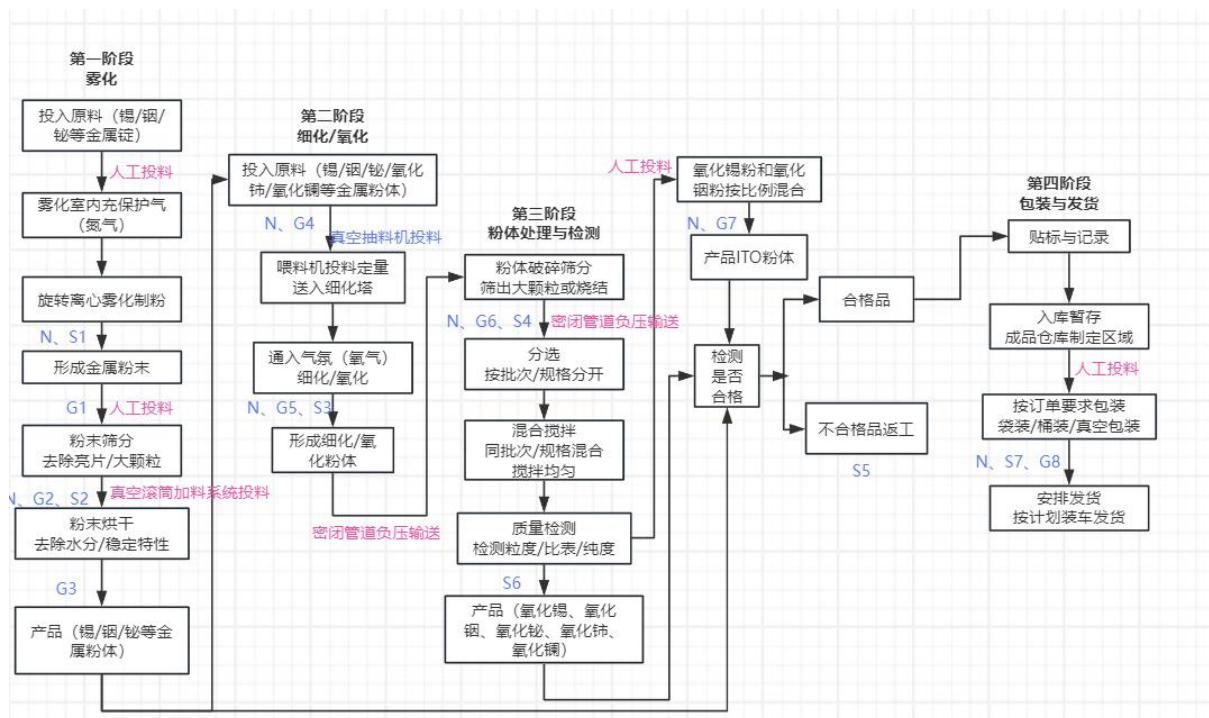 第一阶段
雾化
投入原料（锡/铟/
铋等金属锭）
人工投料
雾化室内充保护气
（氮气）
旋转离心雾化制粉
N、S1
形成金属粉末
G1
人工投料
粉末筛分
去除亮片/大颗粒
N、G2、S2
真空滚筒加料系统投料
粉末烘干
去除水分/稳定特性
G3
产品（锡/铟/铋等金
属粉体）
第二阶段
细化/氧化
投入原料（锡/铟/铋/氧化
铈/氧化镧等金属粉体）
N、G4
真空抽料机投料
喂料机投料定量
送入细化塔
通入气氛（氧气）
细化/氧化
N、G5、S3
形成细化/氧
化粉体
密闭管道负压输送
第三阶段
粉体处理与检测
粉体破碎筛分
筛出大颗粒或烧结
N、G6、S4
密闭管道负压输送
分选
按批次/规格分开
混合搅拌
同批次/规格混合
搅拌均匀
质量检测
检测粒度/比表/纯度
S6
产品（氧化锡、氧化
铟、氧化铋、氧化铈、
氧化镧）
人工投料
氧化锡粉和氧化
铟粉按比例混合
N、G7
产品ITO粉体
检测
是否
合格
合格品
不合格品返工
S5
第四阶段
包装与发货
贴标与记录
入库暂存
成品仓库制定区域
人工投料
按订单要求包装
袋装/桶装/真空包装
N、S7、G8
安排发货
按计划装车发货